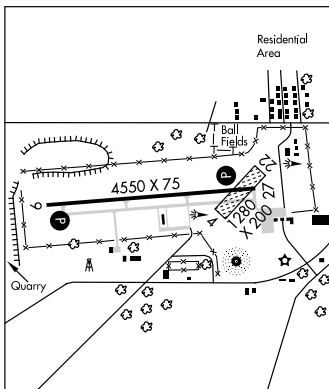 Residential
Area
Ball
Fields
P
22
4550 X 75
27
9
P
4
1280
X 200
Quarry